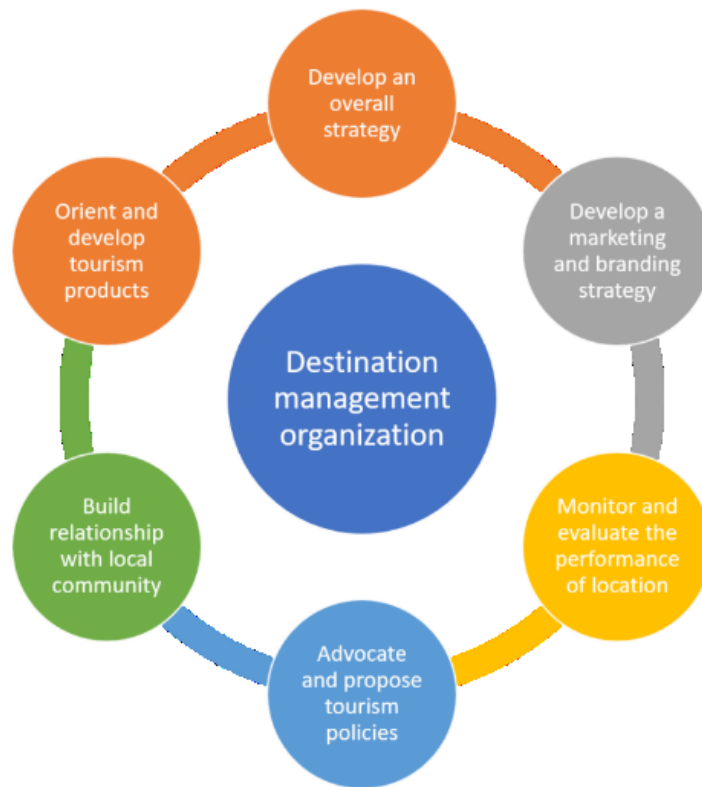 Develop an
overall
strategy
Develop a
marketing
and branding
strategy
Monitor and
evaluate the
performance
of location
Advocate
and propose
tourism
policies
Build
relationship
with local
community
Orient and
develop
tourism
products
Destination
management
organization